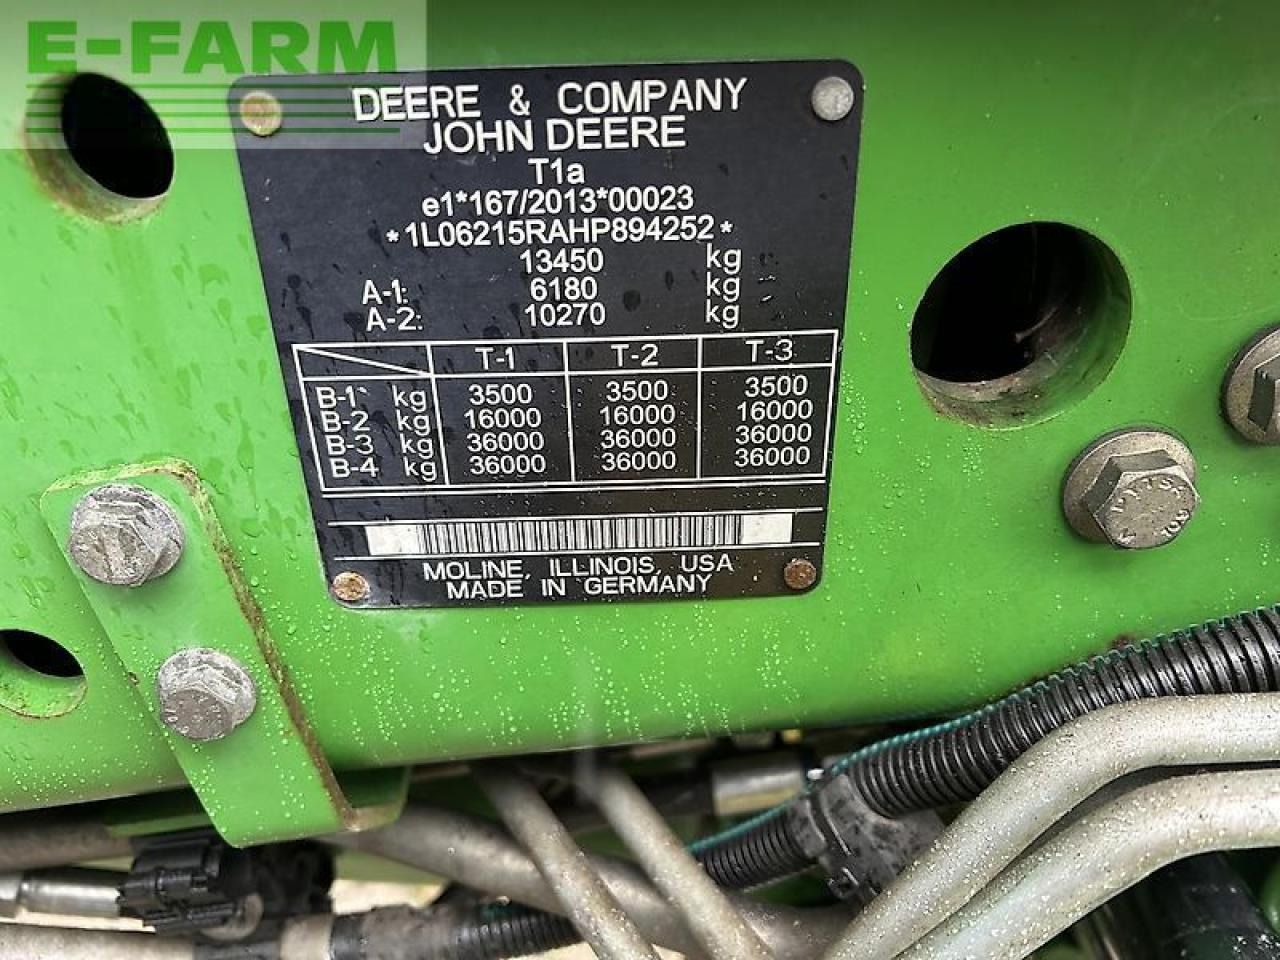 E-FARM
DEERE & COMPANY
JOHN DEERE
T1a
e1*167/2013*00023
*1L06215RAHP894252*
13450 kg
A-1: 6180 kg
A-2: 10270 kg
T-1 T-2 T-3
B-1 kg 3500 3500 3500
B-2 kg 16000 16000 16000
B-3 kg 36000 36000 36000
B-4 kg 36000 36000 36000
MOLINE, ILLINOIS, USA
MADE IN GERMANY